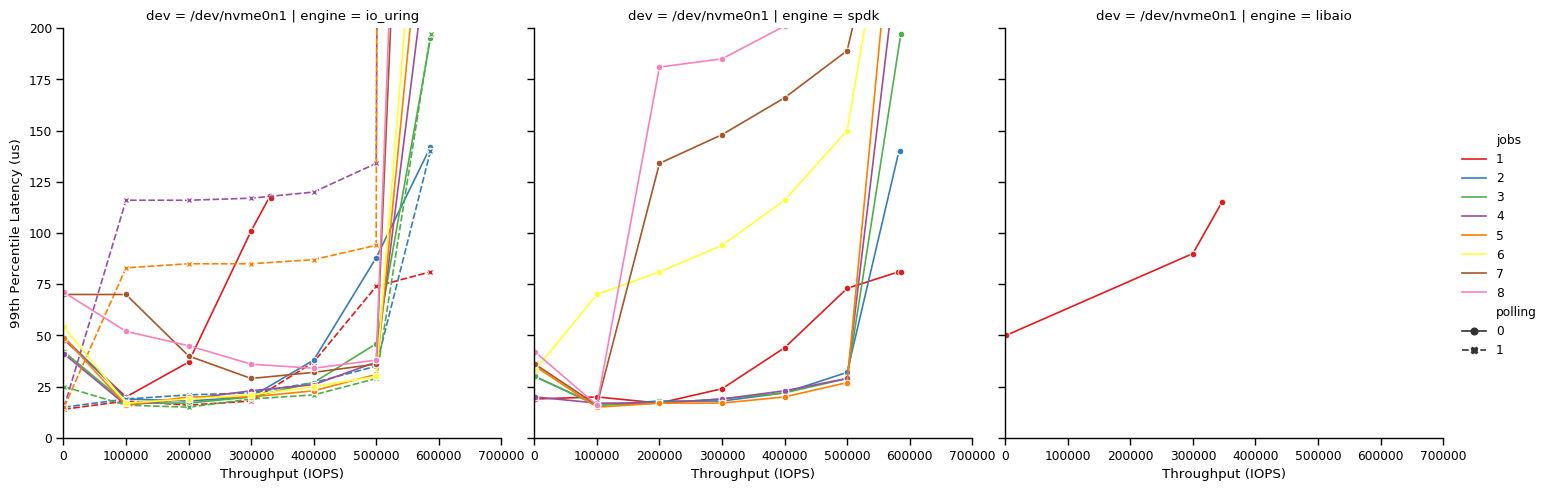 dev = /dev/nvme0n1 | engine = io_uring
dev = /dev/nvme0n1 | engine = spdk
dev = /dev/nvme0n1 | engine = libaio
99th Percentile Latency (us)
200
175
150
125
100
75
50
25
0
0 100000 200000 300000 400000 500000 600000 700000
0 100000 200000 300000 400000 500000 600000 700000
0 100000 200000 300000 400000 500000 600000 700000
Throughput (IOPS)
Throughput (IOPS)
Throughput (IOPS)
jobs
1
2
3
4
5
6
7
8
polling
0
1